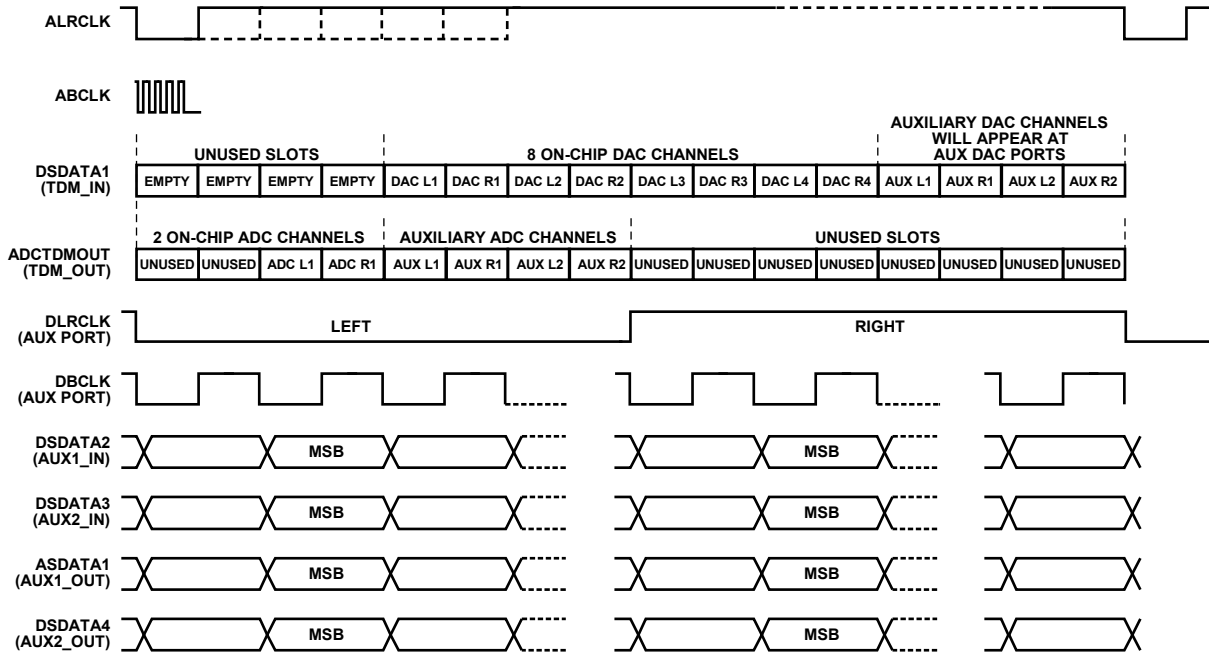 ALRCLK
ABCLK
AUXILIARY DAC CHANNELS
WILL APPEAR AT
AUX DAC PORTS
UNUSED SLOTS
8 ON-CHIP DAC CHANNELS
DSDATA1
(TDM_IN)
EMPTY EMPTY EMPTY EMPTY DAC L1 DAC R1 DAC L2 DAC R2 DAC L3 DAC R3 DAC L4 DAC R4 AUX L1 AUX R1 AUX L2 AUX R2
2 ON-CHIP ADC CHANNELS
AUXILIARY ADC CHANNELS
UNUSED SLOTS
ADCTDMOUT
(TDM_OUT)
UNUSED UNUSED ADC L1 ADC R1 AUX L1 AUX R1 AUX L2 AUX R2 UNUSED UNUSED UNUSED UNUSED UNUSED UNUSED UNUSED UNUSED
DLRCLK
(AUX PORT)
LEFT
RIGHT
DBCLK
(AUX PORT)
DSDATA2
(AUX1_IN)
MSB
MSB
DSDATA3
(AUX2_IN)
MSB
MSB
ASDATA1
(AUX1_OUT)
MSB
MSB
DSDATA4
(AUX2_OUT)
MSB
MSB